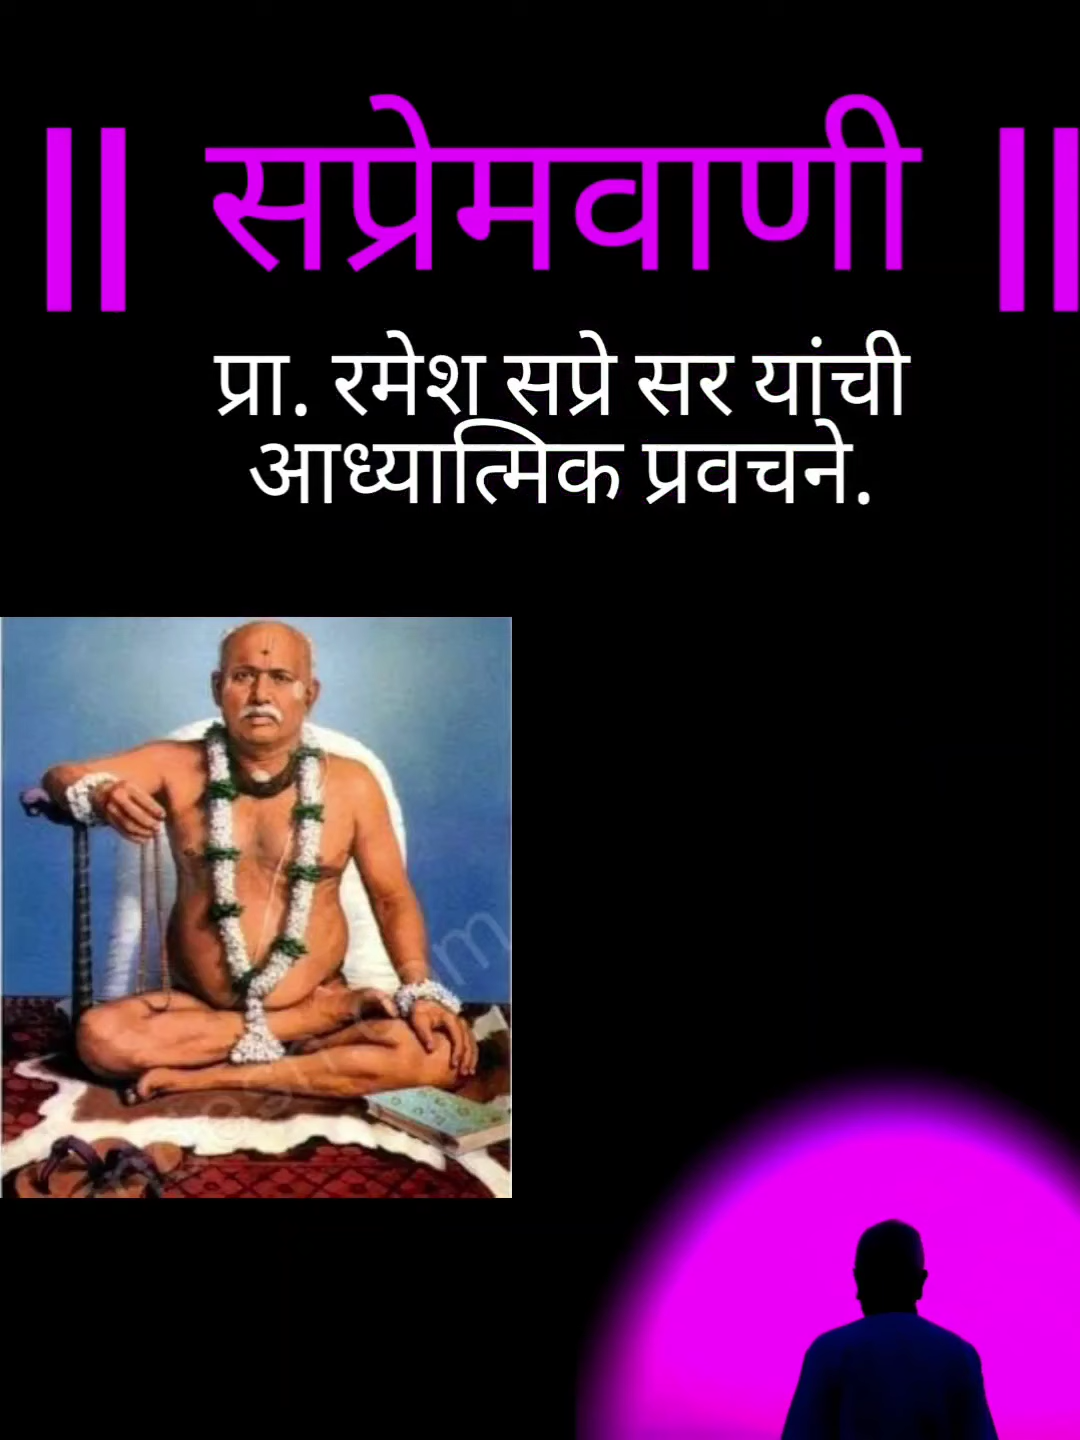 || सप्रेमवाणी ||
प्रा. रमेश सप्रे सर यांची
आध्यात्मिक प्रवचने.